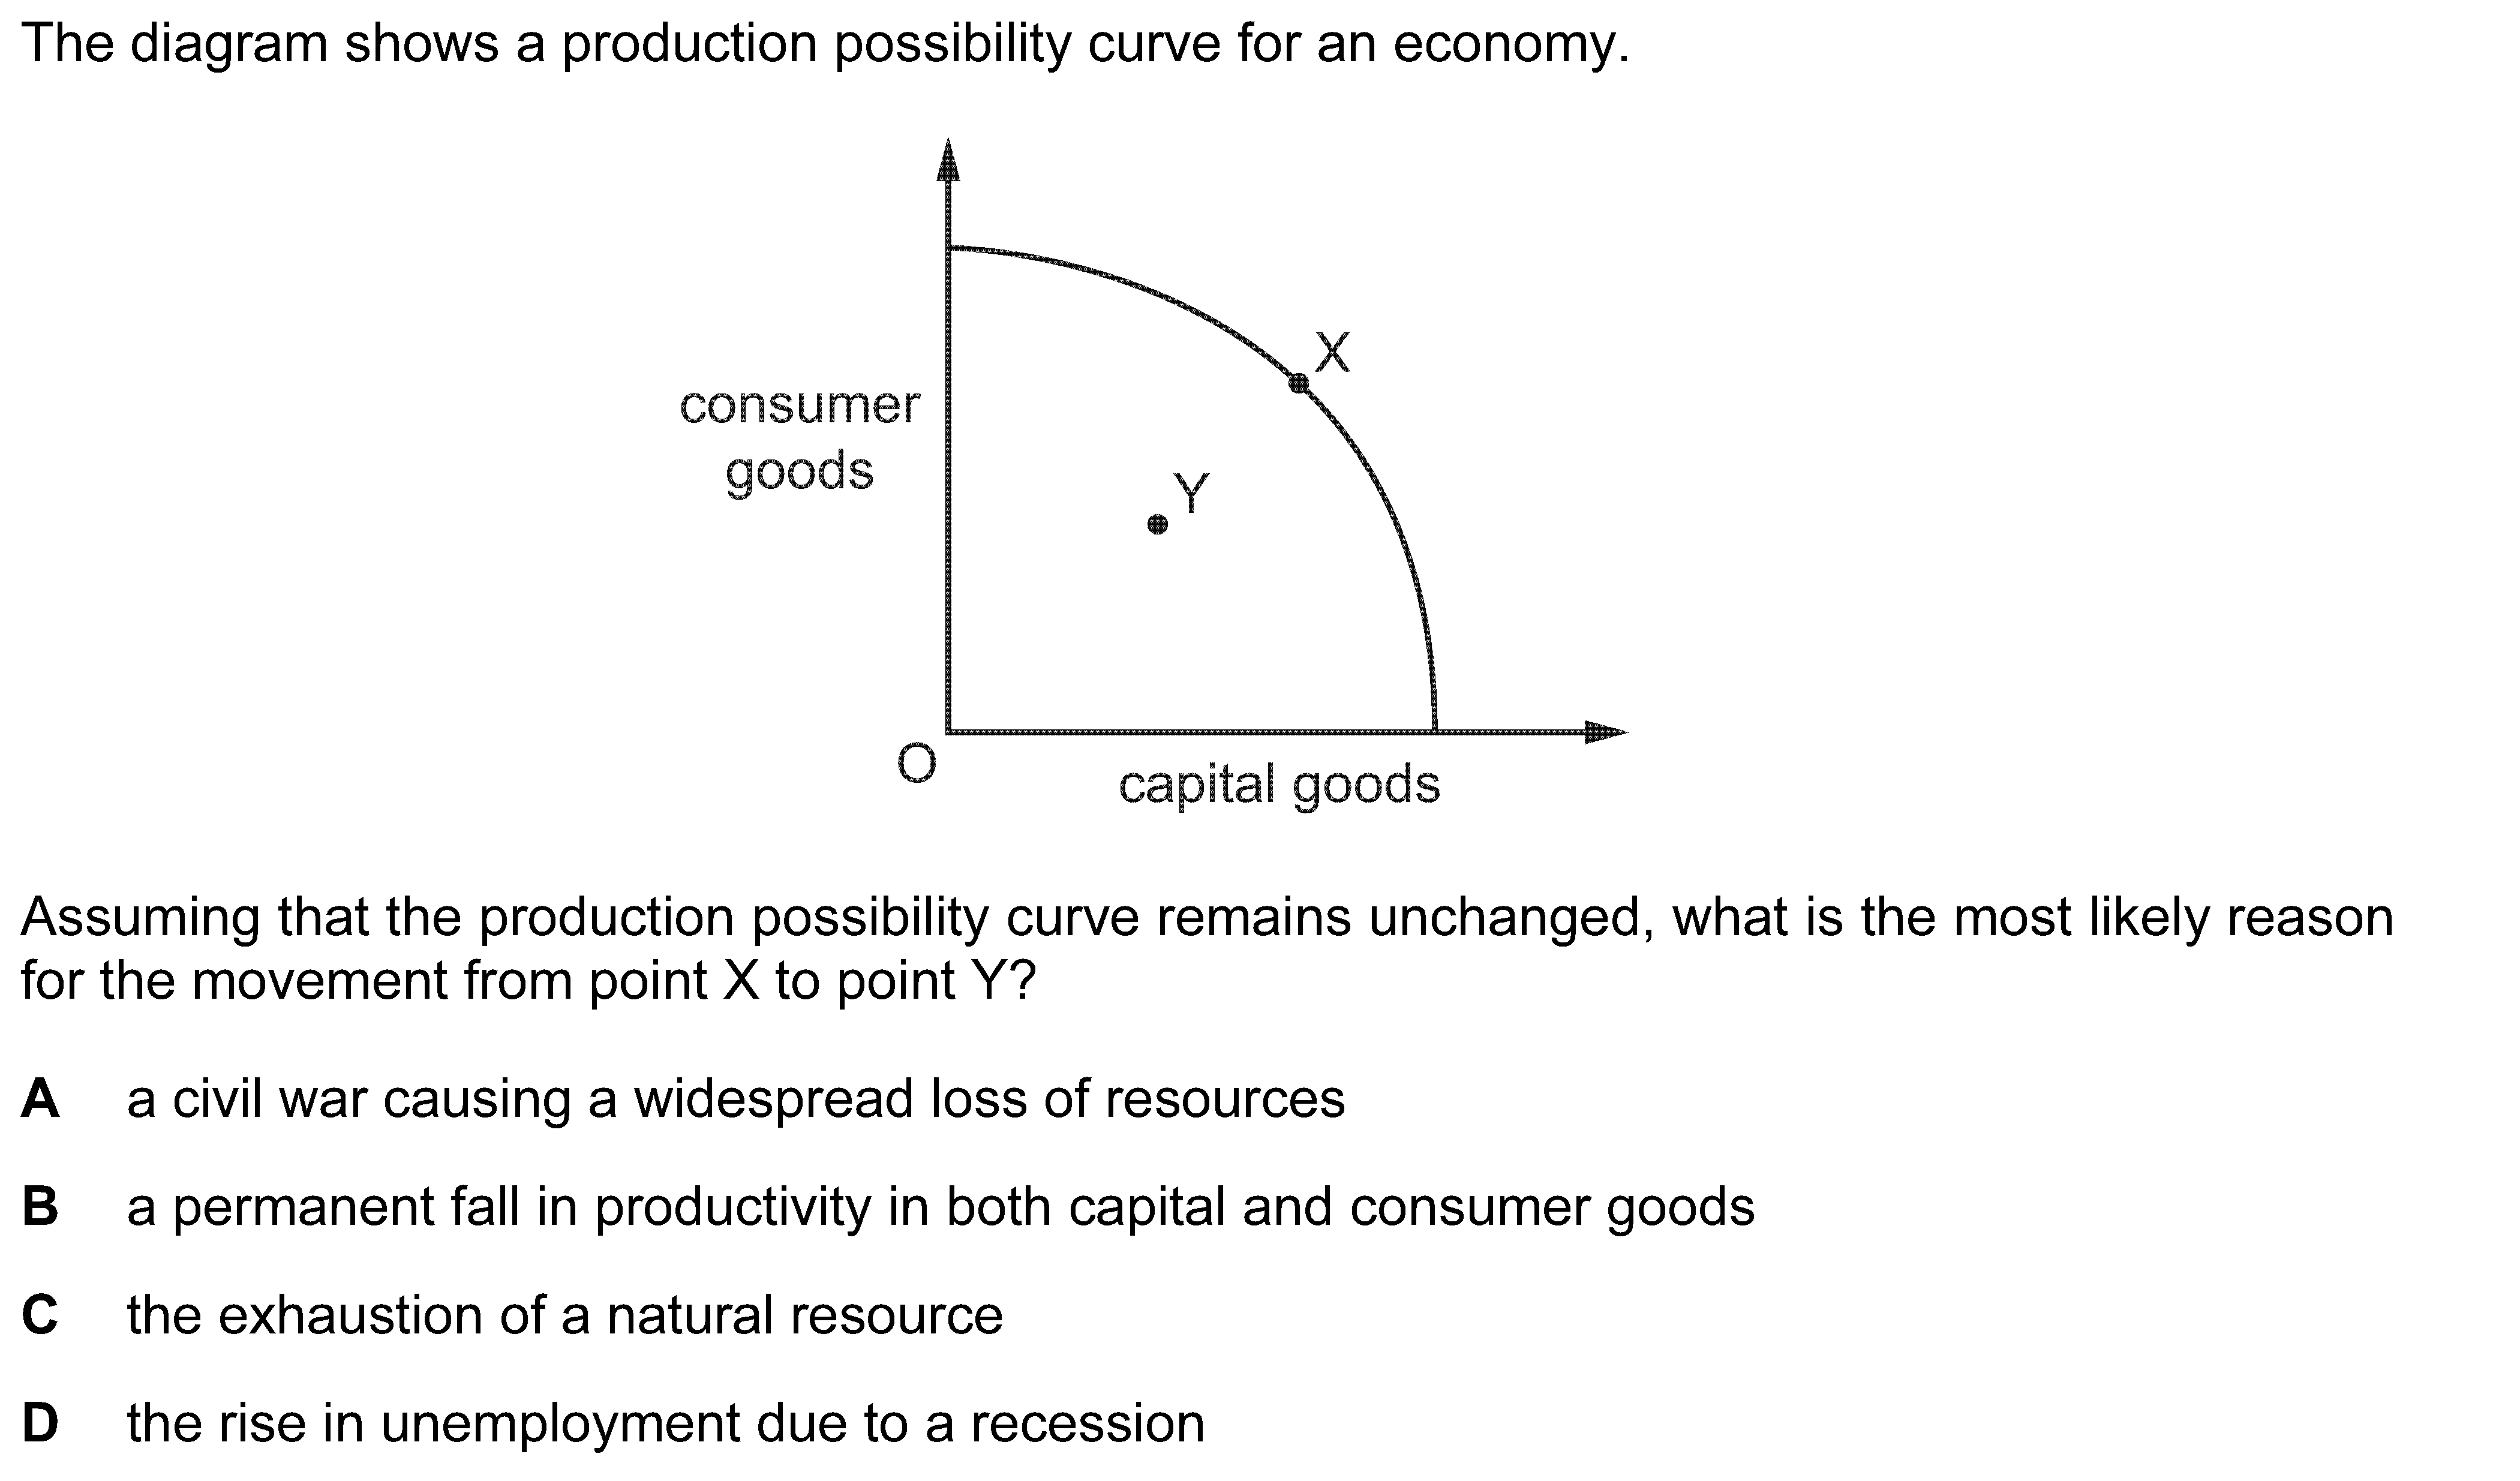 The diagram shows a production possibility curve for an economy.
X
consumer
goods
Y
O
capital goods
Assuming that the production possibility curve remains unchanged, what is the most likely reason
for the movement from point X to point Y?
A a civil war causing a widespread loss of resources
B a permanent fall in productivity in both capital and consumer goods
C the exhaustion of a natural resource
D the rise in unemployment due to a recession